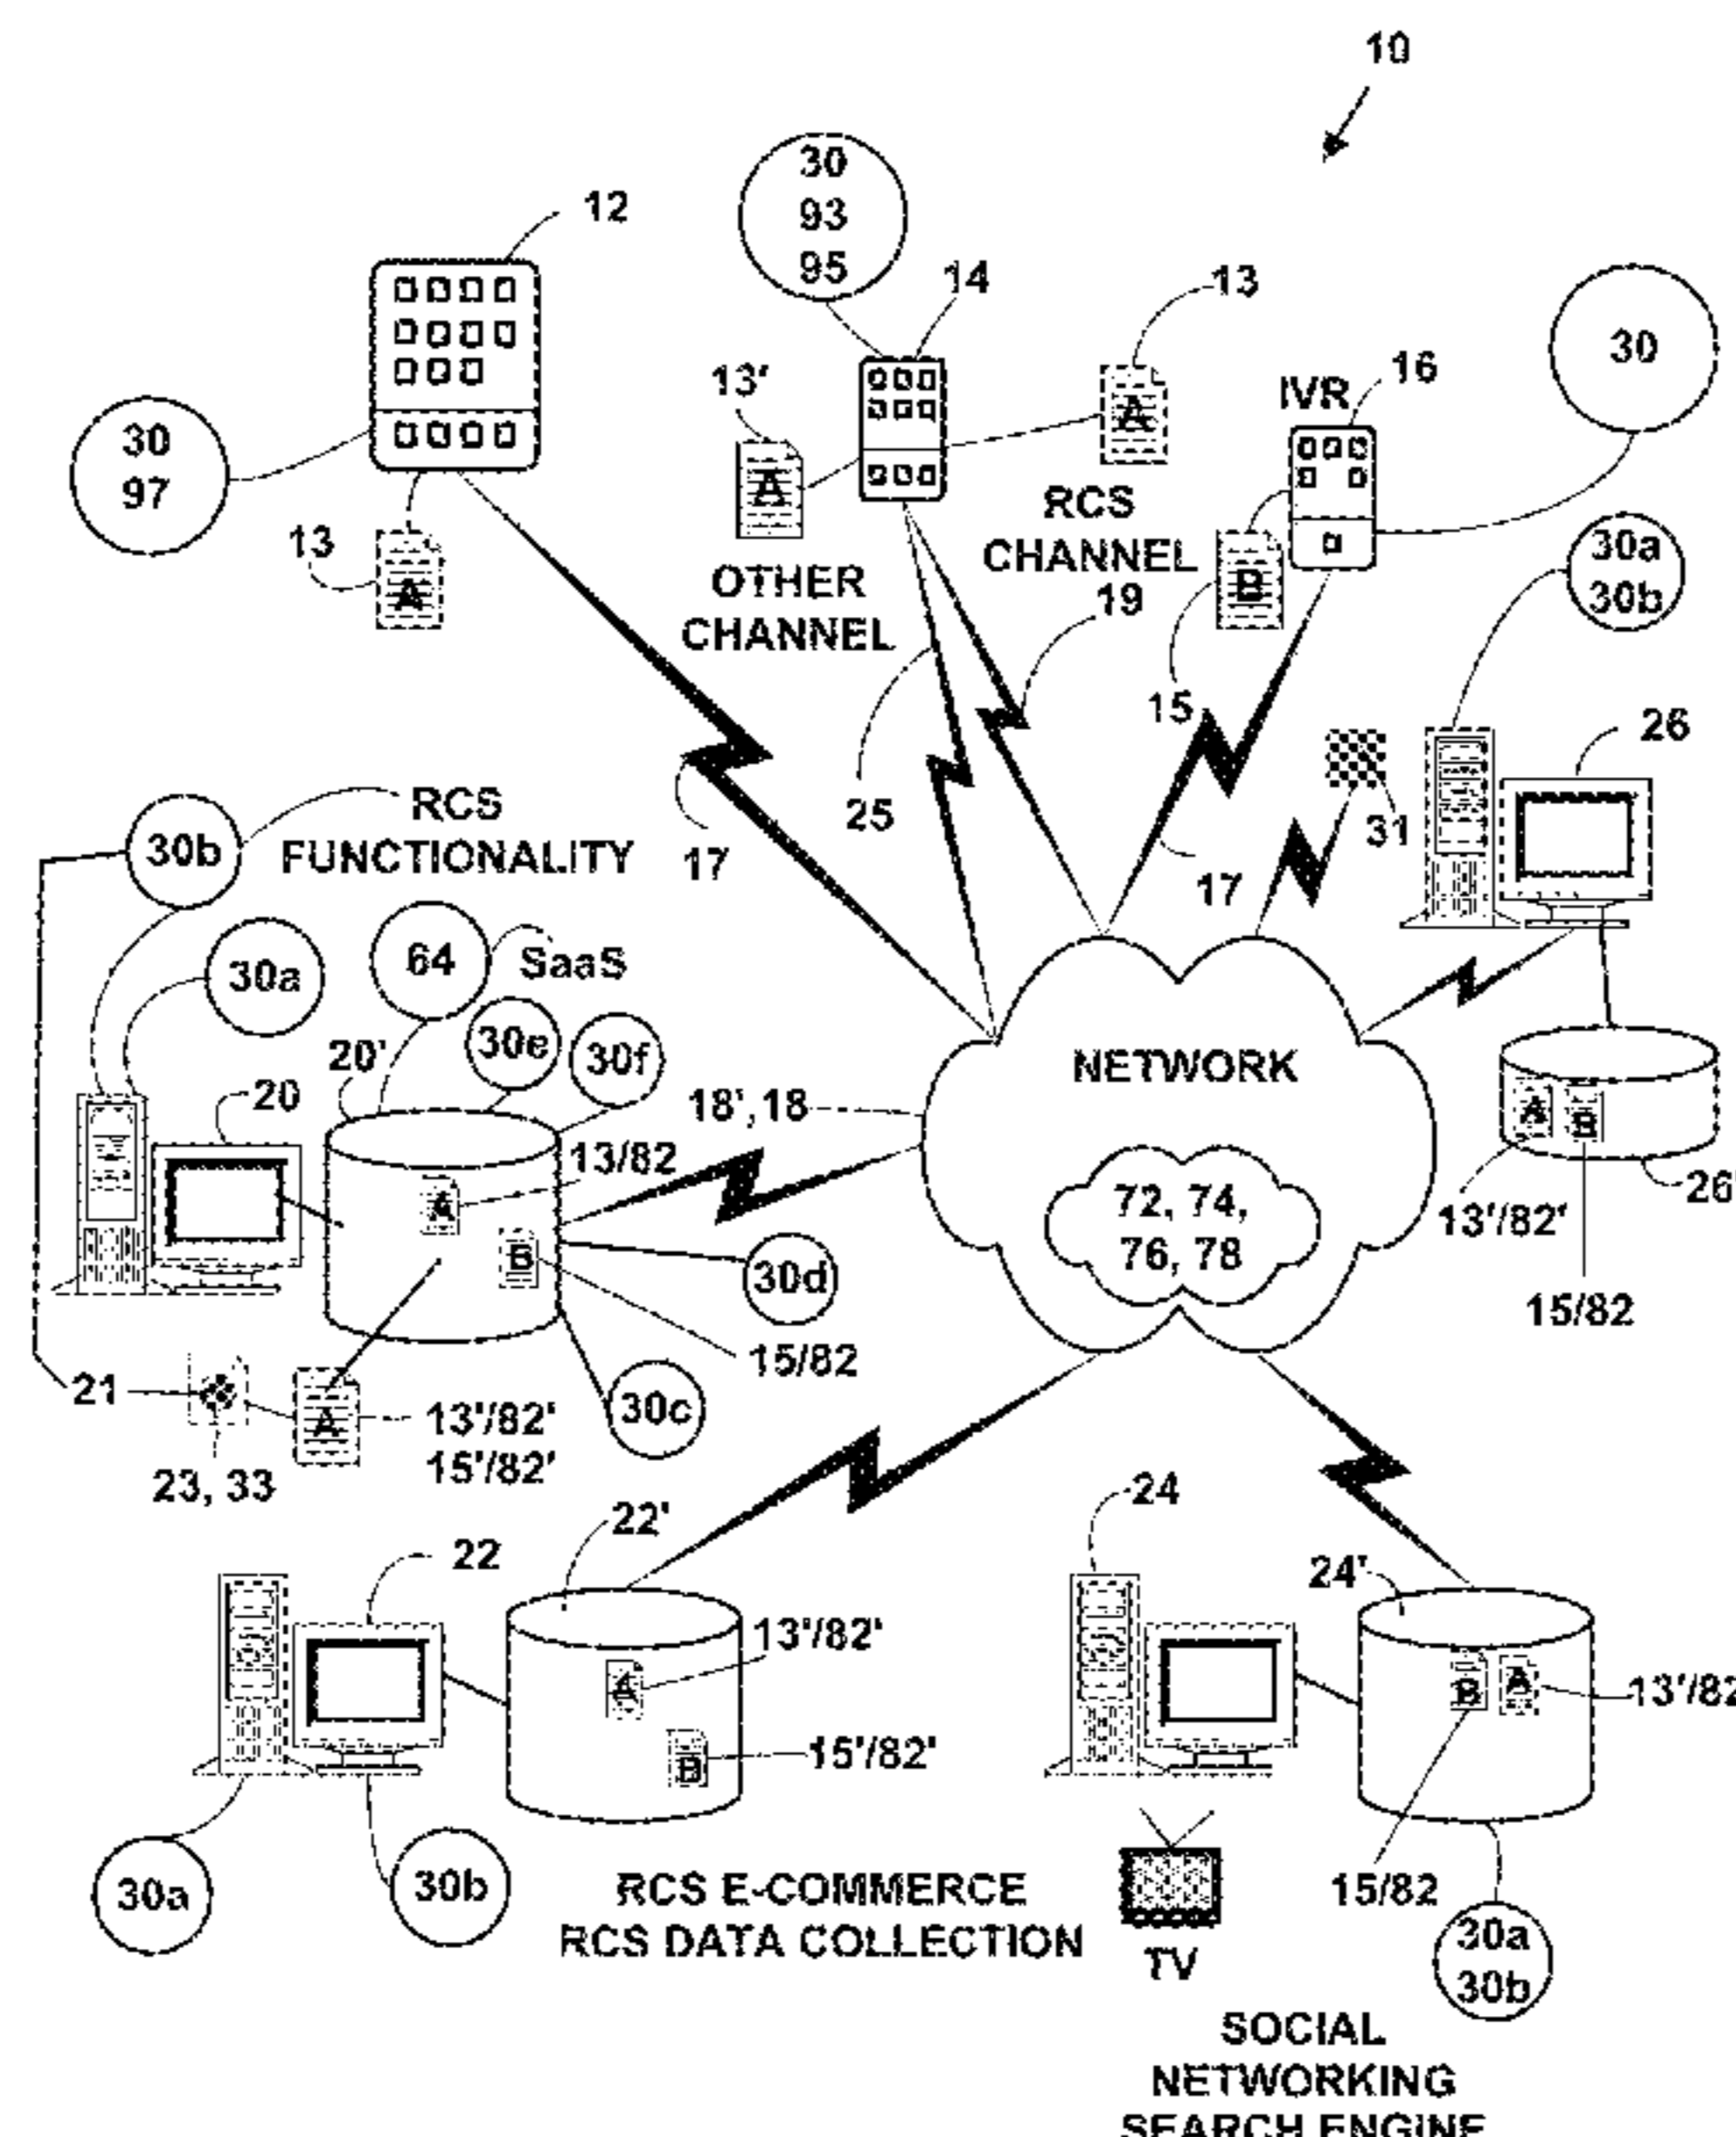 10
30
93
95
12
14
13
30
13'
IVR
16
30
97
A
A
RCS
CHANNEL
30a
30b
13
A
OTHER
CHANNEL
B
19
15
26
25
31
RCS
FUNCTIONALITY
30b
17
17
64
SaaS
30a
30e
30f
20'
20
NETWORK
18', 18
13/82
A
B
A
B
72, 74,
76, 78
13'/82'
26
30d
15/82
15/82
21
A
13'/82'
15'/82'
30c
23, 33
24
22'
22
24'
13'/82'
A
B
A
13'/82
15'/82'
B
30a
30b
RCS E-COMMERCE
RCS DATA COLLECTION
15/82
TV
30a
30b
SOCIAL
NETWORKING
SEARCH ENGINE